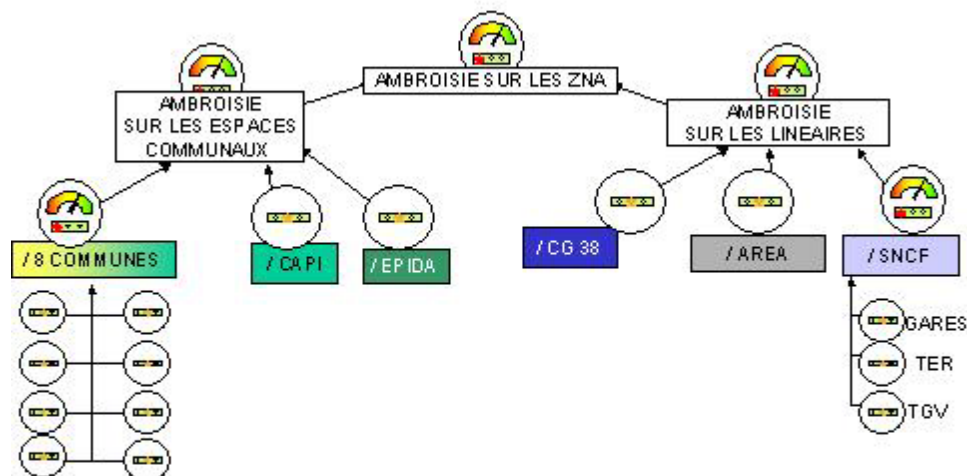 AMBROISIE SUR LES ZNA
AMBROISIE
SUR LES ESPACES
COMMUNAUX
AMBROISIE
SUR LES LINEAIRES
/ 8 COMMUNES
/ CAPI
/ EPIDA
/ CG 38
/ AREA
/ SNCF
GARES
TER
TGV